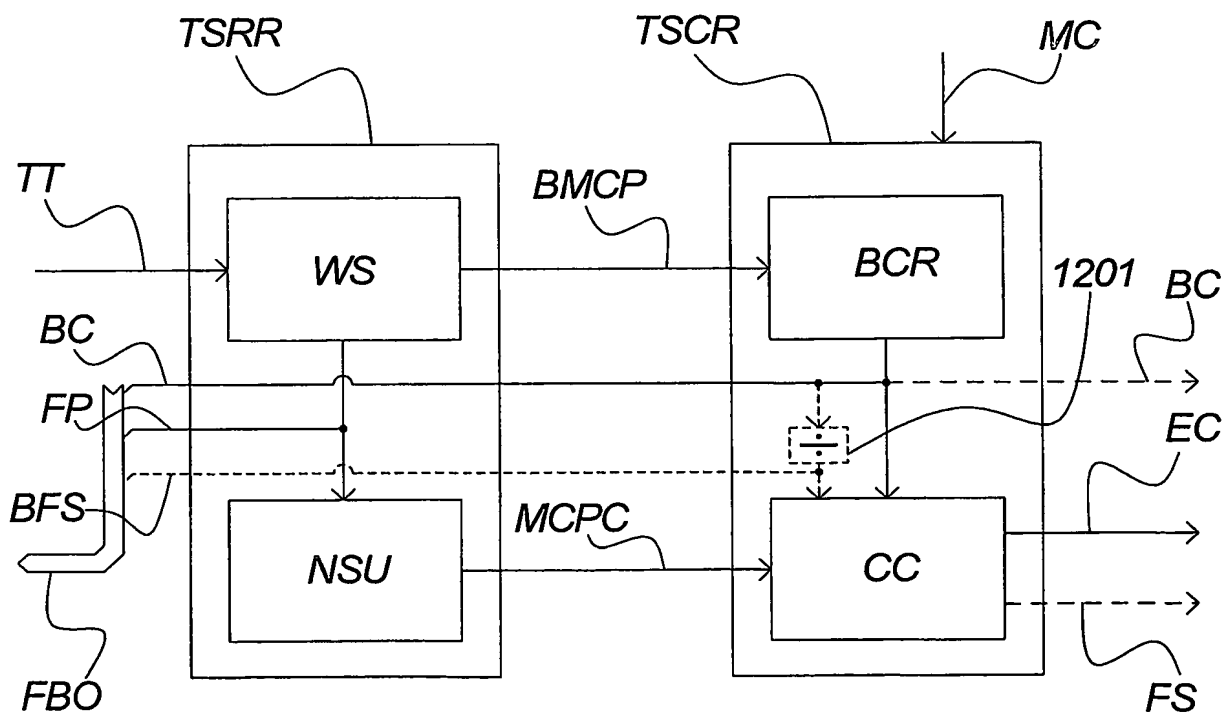 TSRR
TSCR
MC
TT
BMCP
WS
BCR
1201
BC
BC
FP
EC
BFS
MCPC
NSU
CC
FBO
FS